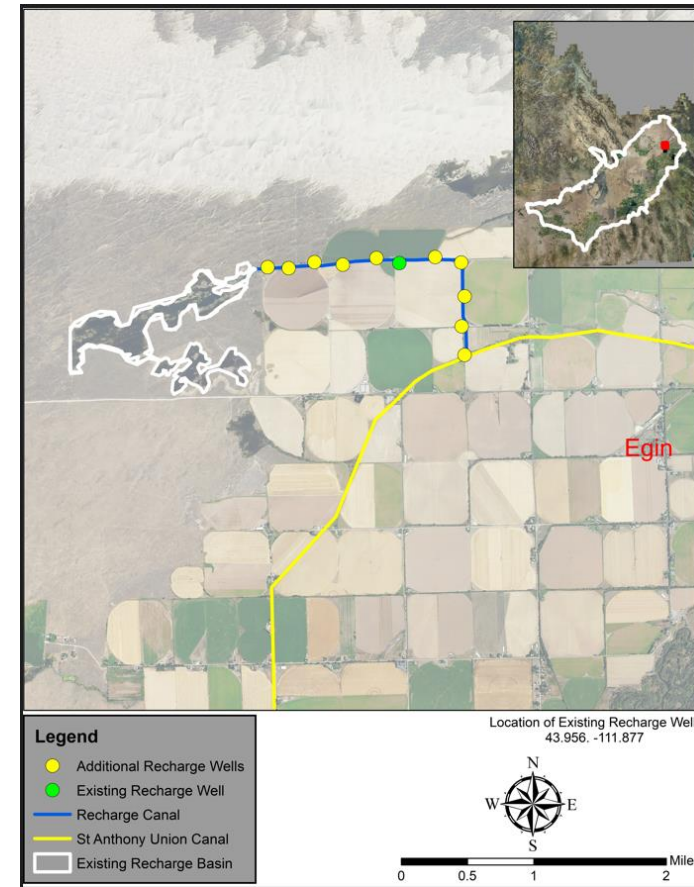 Egin
Legend
Additional Recharge Wells
Existing Recharge Well
Recharge Canal
St Anthony Union Canal
Existing Recharge Basin
Location of Existing Recharge Well
43.956. -111.877
N
W E
S
0 0.5 1 2 Mile